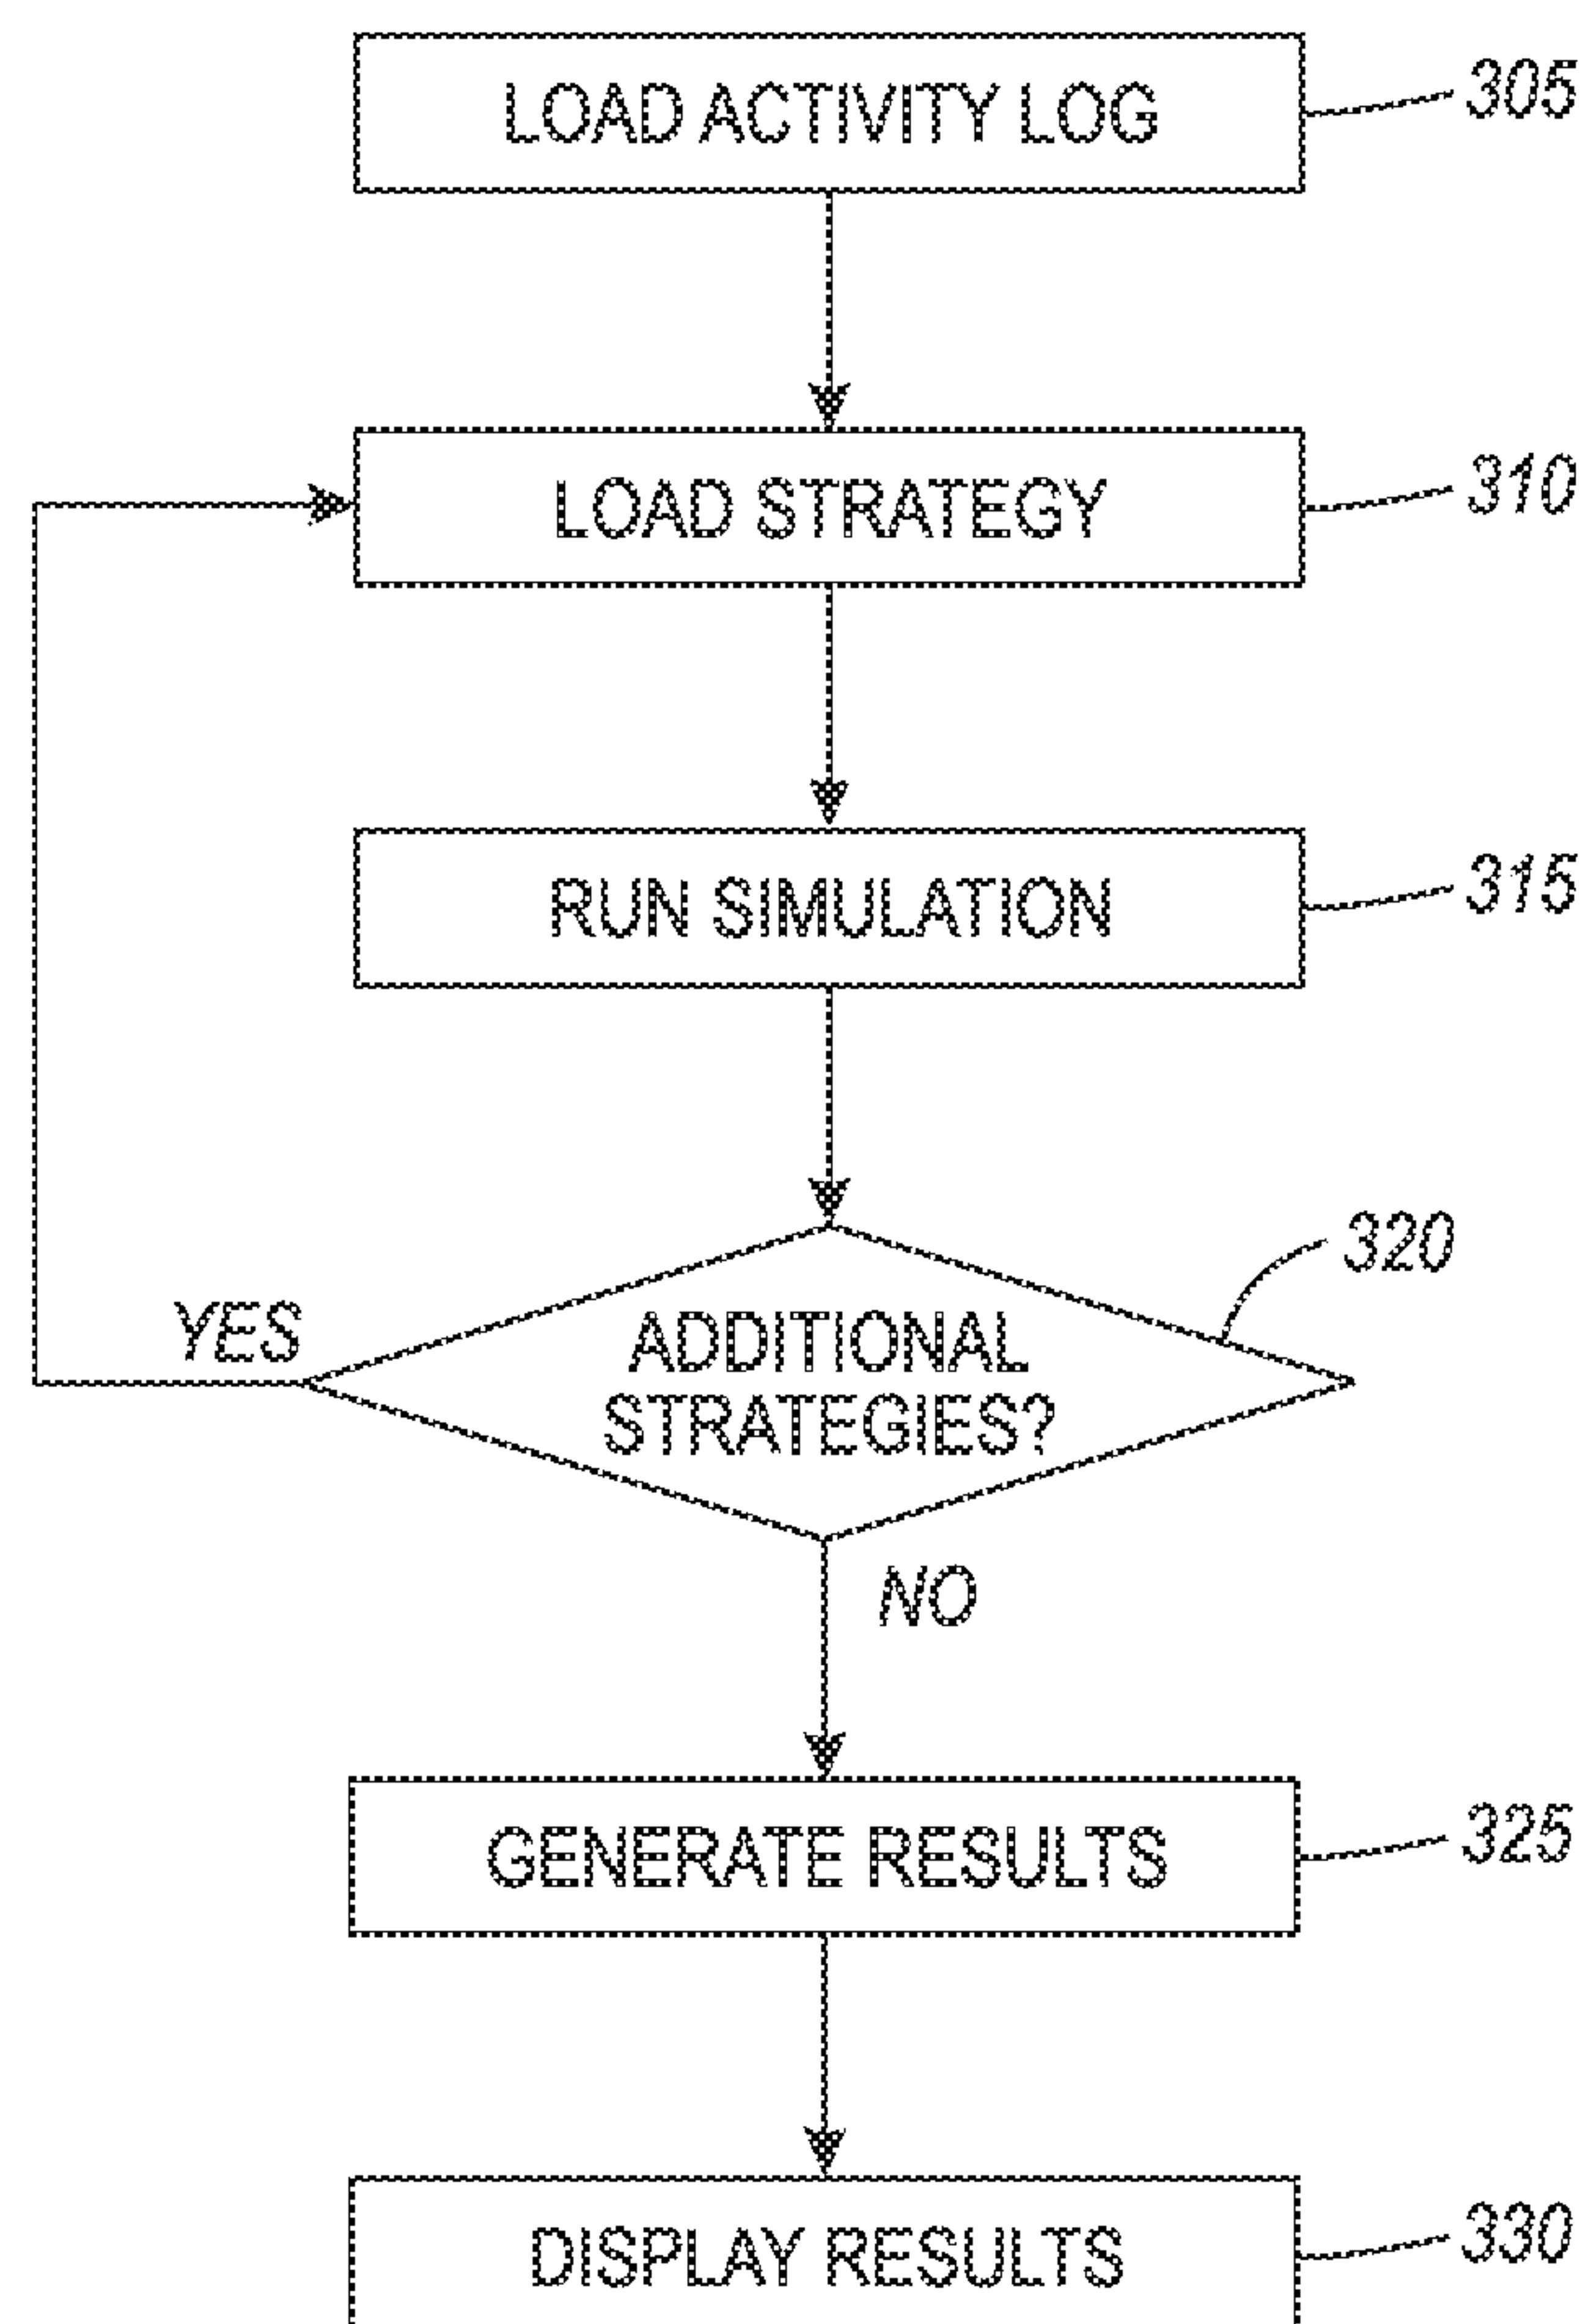 LOAD ACTIVITY LOG
305
LOAD STRATEGY
310
RUN SIMULATION
315
320
YES
ADDITIONAL
STRATEGIES?
NO
GENERATE RESULTS
325
DISPLAY RESULTS
330